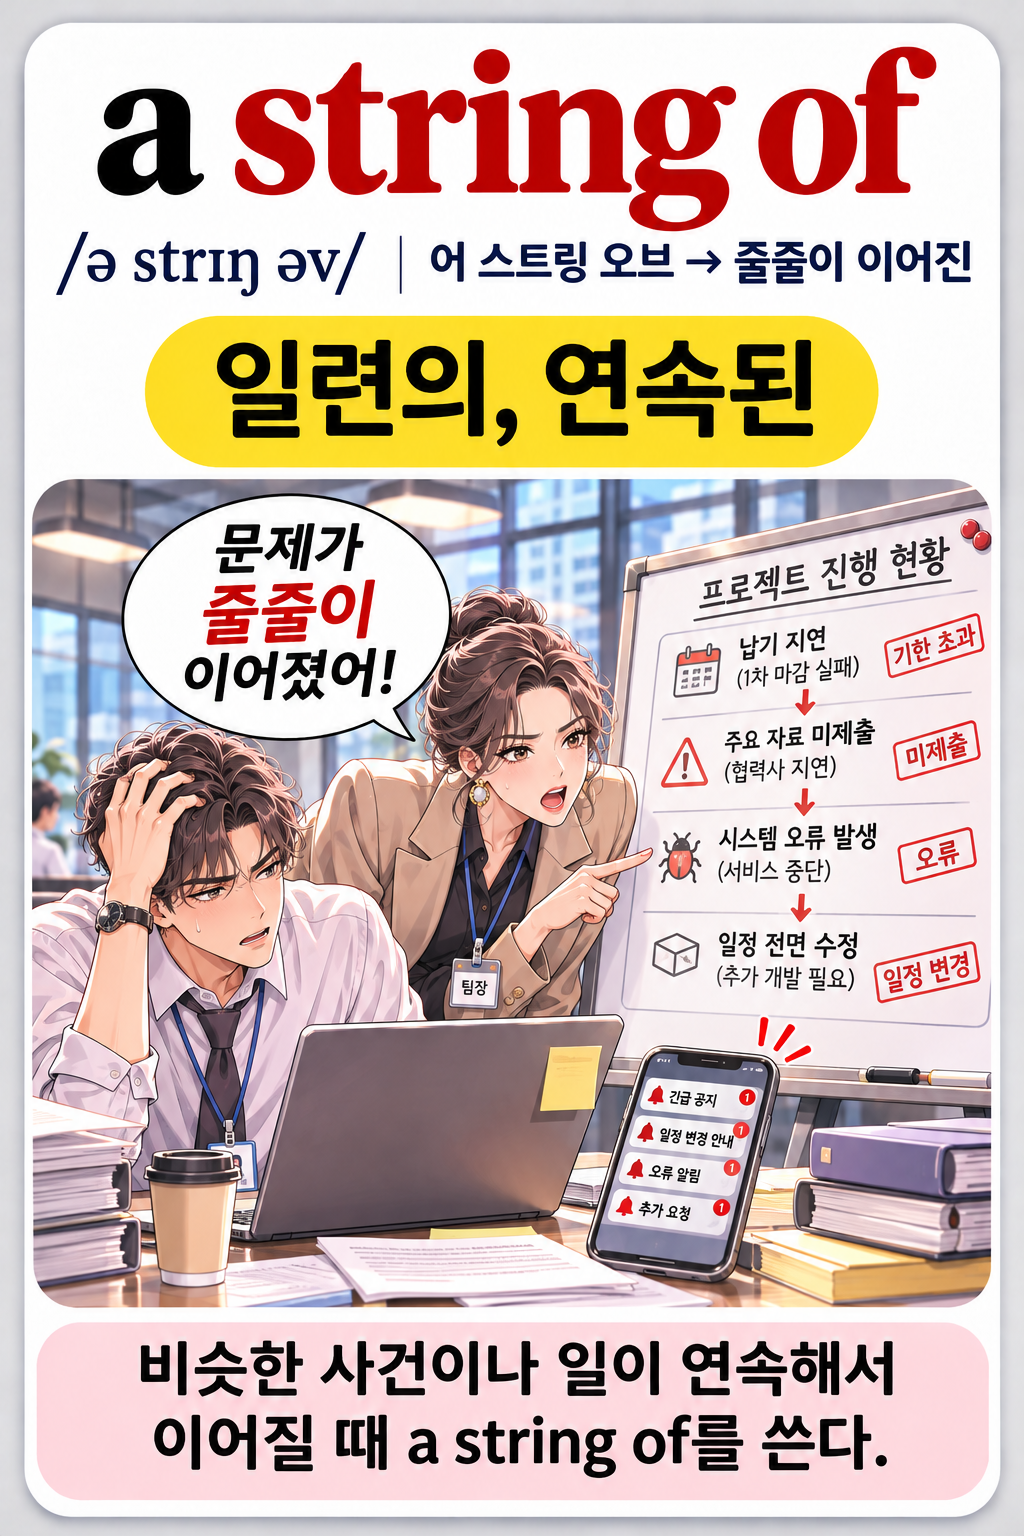 a string of
/ə strɪŋ əv/ | 어 스트링 오브 → 줄줄이 이어진
일련의, 연속된
문제가
줄줄이
이어졌어!
프로젝트 진행 현황
납기 지연
(1차 마감 실패)
기한 초과
주요 자료 미제출
(협력사 지연)
미제출
시스템 오류 발생
(서비스 중단)
오류
일정 전면 수정
(추가 개발 필요)
일정 변경
팀장
긴급 공지 1
일정 변경 안내 1
오류 알림 1
추가 요청 1
비슷한 사건이나 일이 연속해서
이어질 때 a string of를 쓴다.